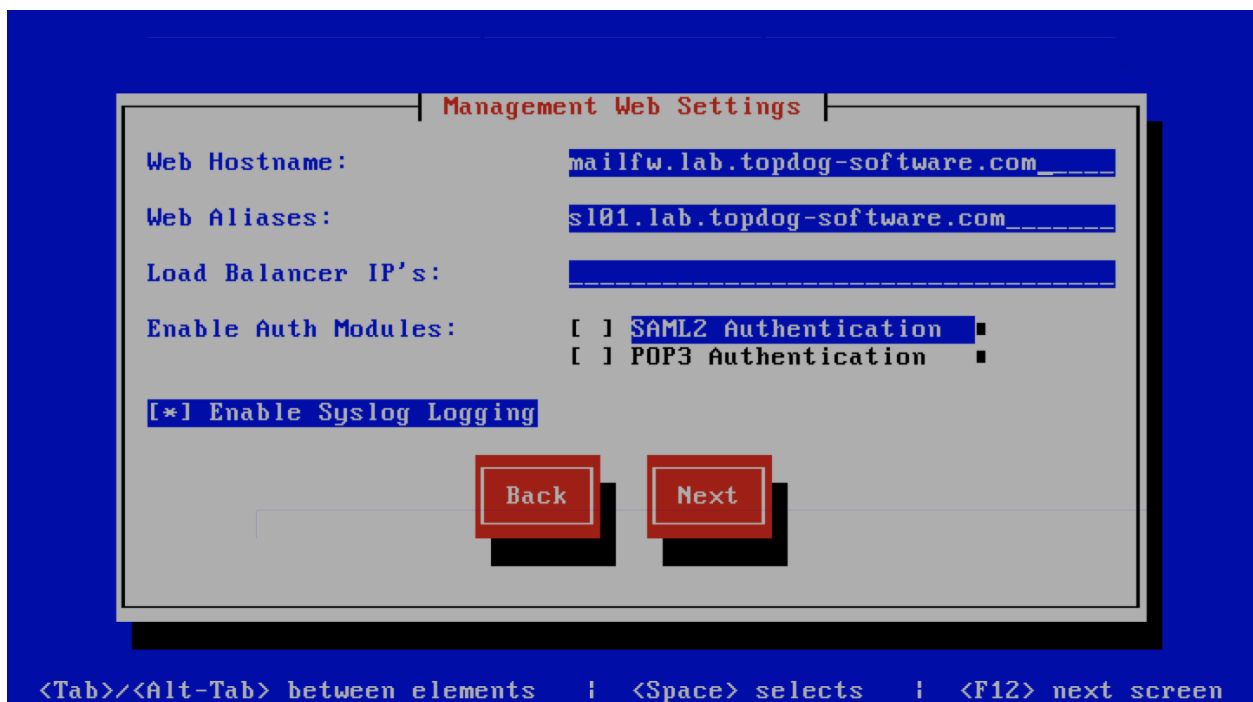 Management Web Settings
Web Hostname: mailfw.lab.topdog-software.com_____
Web Aliases: sl01.lab.topdog-software.com_______
Load Balancer IP's: ___________________________________
Enable Auth Modules: [ ] SAML2 Authentication
[ ] POP3 Authentication
[*] Enable Syslog Logging
Back Next
<Tab>/<Alt-Tab> between elements | <Space> selects | <F12> next screen